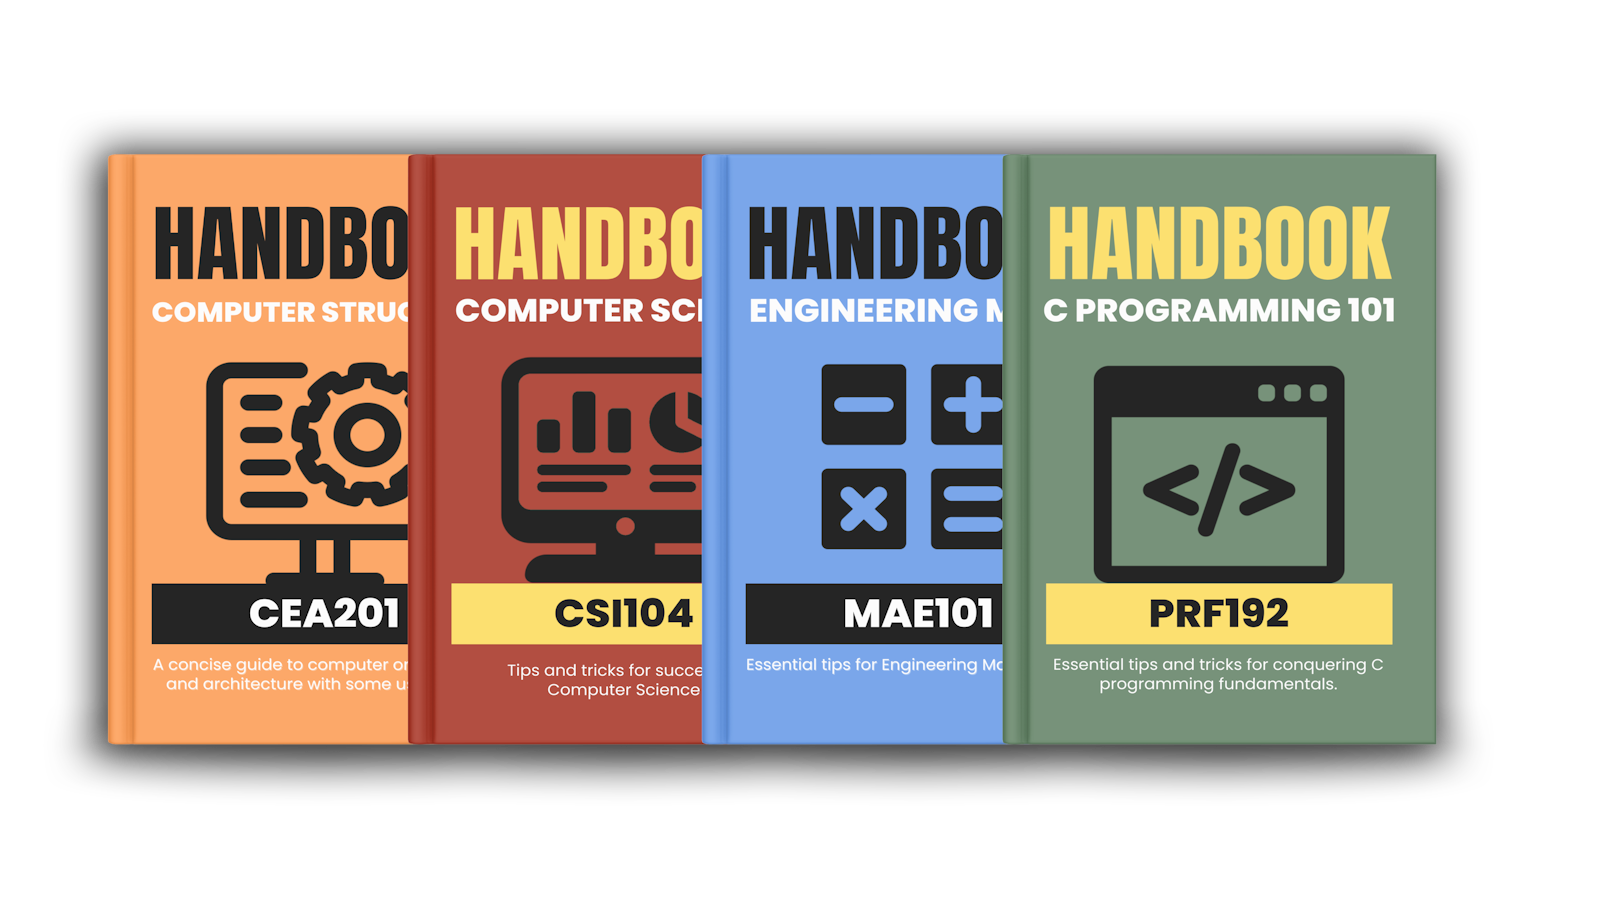 HANDBO
COMPUTER STRUC
CEA201
A concise guide to computer or
and architecture with some us
HANDBO
COMPUTER SCI
CSI104
Tips and tricks for succe
Computer Science
HANDBO
ENGINEERING M
MAE101
Essential tips for Engineering Ma
HANDBOOK
C PROGRAMMING 101
</>
PRF192
Essential tips and tricks for conquering C
programming fundamentals.